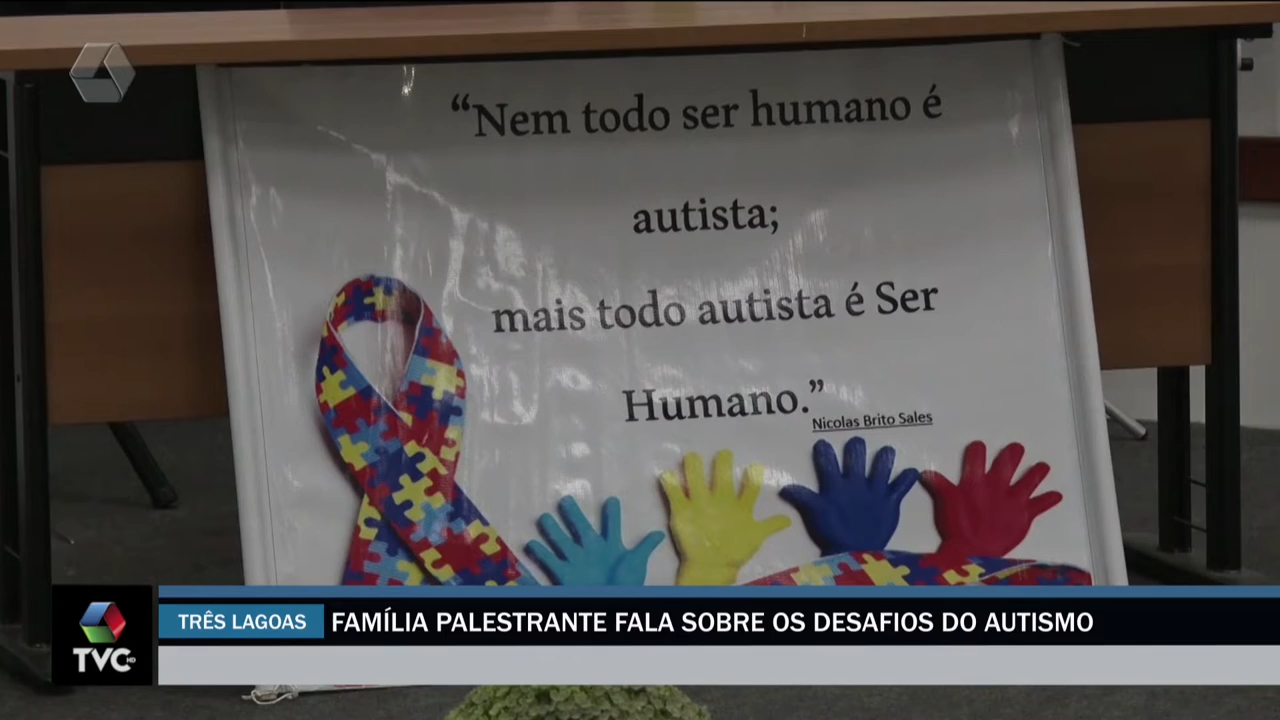 “Nem todo ser humano é
autista;
mais todo autista é Ser
Humano.”
Nicolas Brito Sales
TRÊS LAGOAS FAMÍLIA PALESTRANTE FALA SOBRE OS DESAFIOS DO AUTISMO
TVC HD